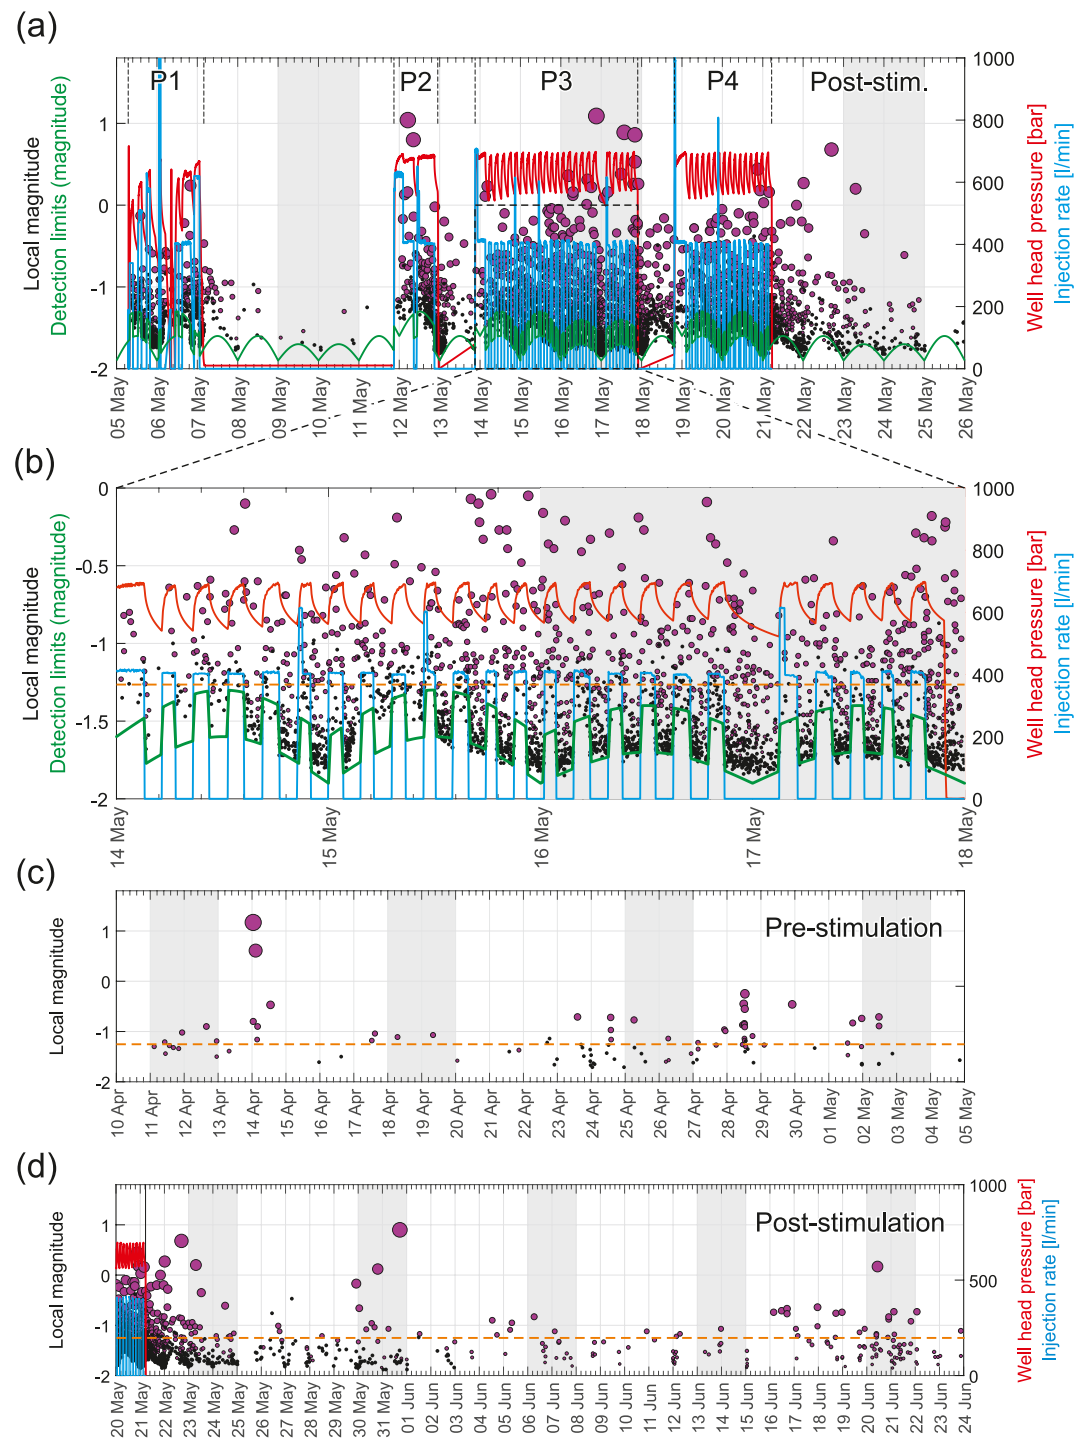 (a)
P1
P2
P3
P4
Post-stim.
Local magnitude
Detection limits (magnitude)
1
0
-1
-2
1000
800
600
400
200
0
Well head pressure [bar]
Injection rate [l/min]
05 May
06 May
07 May
08 May
09 May
10 May
11 May
12 May
13 May
14 May
15 May
16 May
17 May
18 May
19 May
20 May
21 May
22 May
23 May
24 May
25 May
26 May
(b)
Local magnitude
Detection limits (magnitude)
0
-0.5
-1
-1.5
-2
1000
800
600
400
200
0
Well head pressure [bar]
Injection rate [l/min]
14 May
15 May
16 May
17 May
18 May
(c)
Pre-stimulation
Local magnitude
1
0
-1
-2
10 Apr
11 Apr
12 Apr
13 Apr
14 Apr
15 Apr
16 Apr
17 Apr
18 Apr
19 Apr
20 Apr
21 Apr
22 Apr
23 Apr
24 Apr
25 Apr
26 Apr
27 Apr
28 Apr
29 Apr
30 Apr
01 May
02 May
03 May
04 May
05 May
(d)
Post-stimulation
Local magnitude
1
0
-1
-2
1000
500
0
Well head pressure [bar]
Injection rate [l/min]
20 May
21 May
22 May
23 May
24 May
25 May
26 May
27 May
28 May
29 May
30 May
31 May
01 Jun
02 Jun
03 Jun
04 Jun
05 Jun
06 Jun
07 Jun
08 Jun
09 Jun
10 Jun
11 Jun
12 Jun
13 Jun
14 Jun
15 Jun
16 Jun
17 Jun
18 Jun
19 Jun
20 Jun
21 Jun
22 Jun
23 Jun
24 Jun